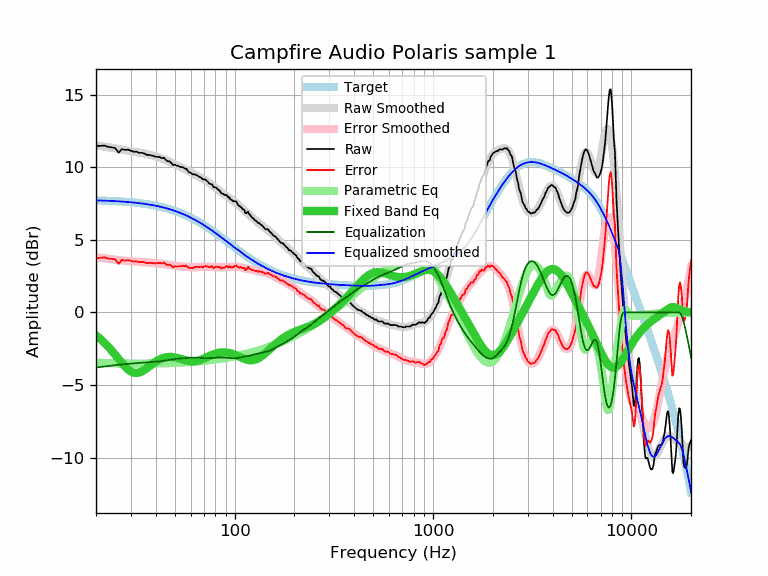 Campfire Audio Polaris sample 1
Target
Raw Smoothed
Error Smoothed
Raw
Error
Parametric Eq
Fixed Band Eq
Equalization
Equalized smoothed
15
10
5
0
−5
−10
Amplitude (dBr)
100
1000
10000
Frequency (Hz)